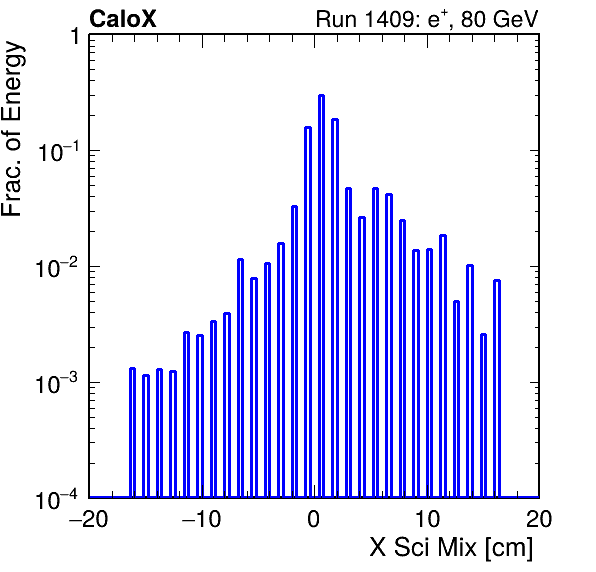 CaloX Run 1409: e⁺, 80 GeV
Frac. of Energy
1
10⁻¹
10⁻²
10⁻³
10⁻⁴
−20 −10 0 10 20
X Sci Mix [cm]